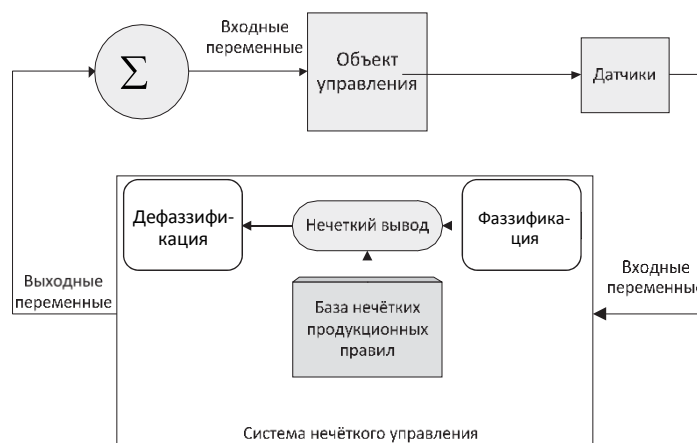 Входные
переменные
Σ
Объект
управления
Датчики
Дефаззифи-
кация
Нечеткий вывод
Фаззифика-
ция
Выходные
переменные
База нечётких
продукционных
правил
Входные
переменные
Система нечёткого управления